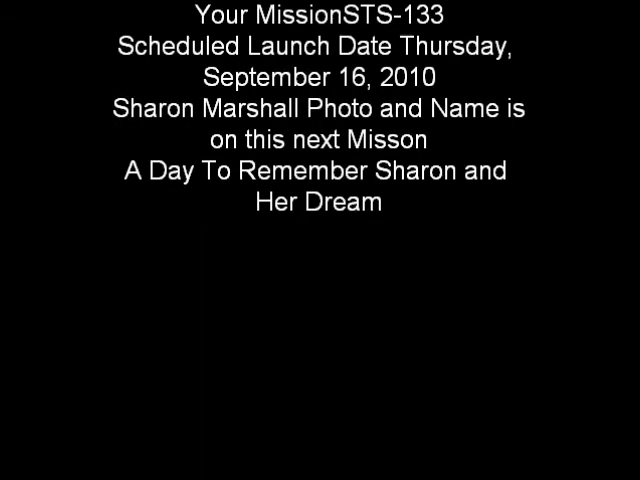 Your MissionSTS-133
Scheduled Launch Date Thursday,
September 16, 2010
Sharon Marshall Photo and Name is
on this next Misson
A Day To Remember Sharon and
Her Dream